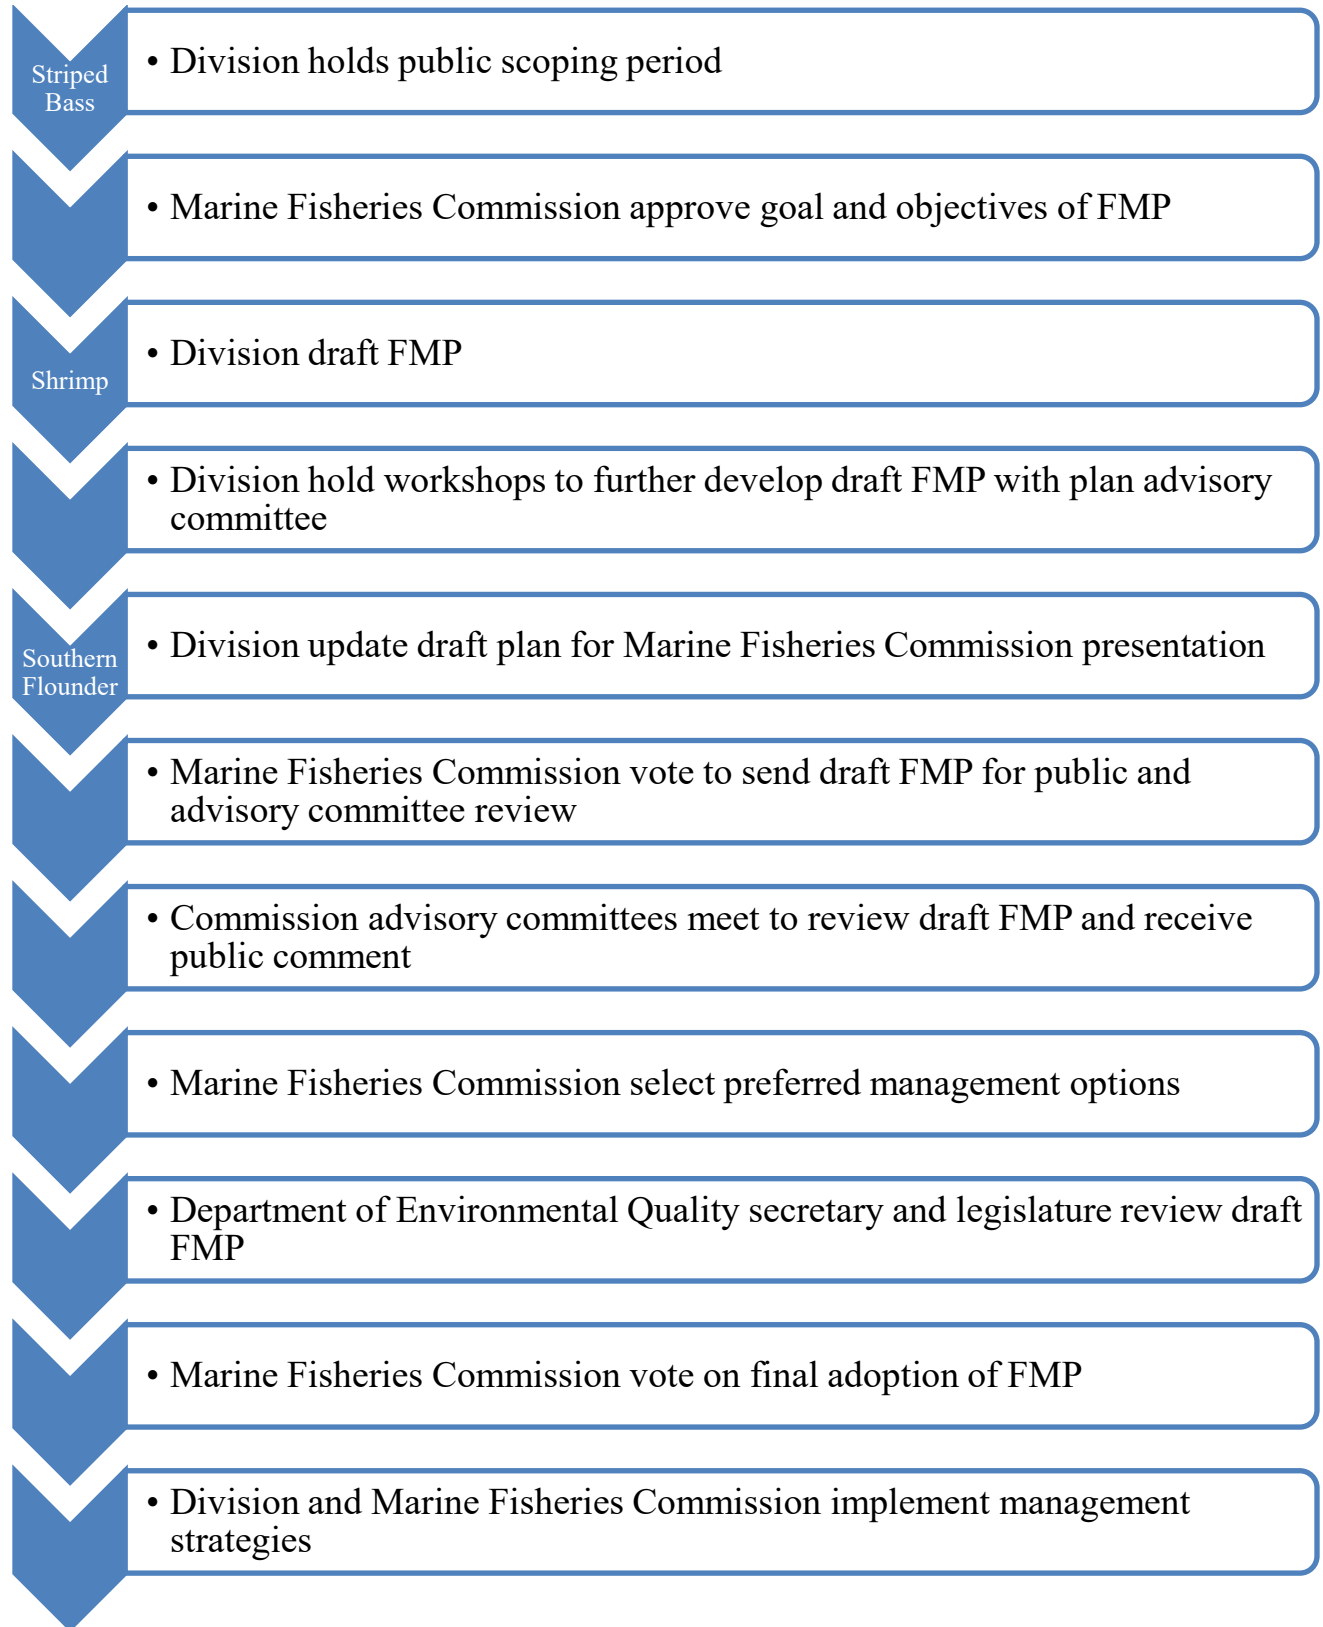 Striped
Bass
• Division holds public scoping period
• Marine Fisheries Commission approve goal and objectives of FMP
Shrimp
• Division draft FMP
• Division hold workshops to further develop draft FMP with plan advisory
committee
Southern
Flounder
• Division update draft plan for Marine Fisheries Commission presentation
• Marine Fisheries Commission vote to send draft FMP for public and
advisory committee review
• Commission advisory committees meet to review draft FMP and receive
public comment
• Marine Fisheries Commission select preferred management options
• Department of Environmental Quality secretary and legislature review draft
FMP
• Marine Fisheries Commission vote on final adoption of FMP
• Division and Marine Fisheries Commission implement management
strategies